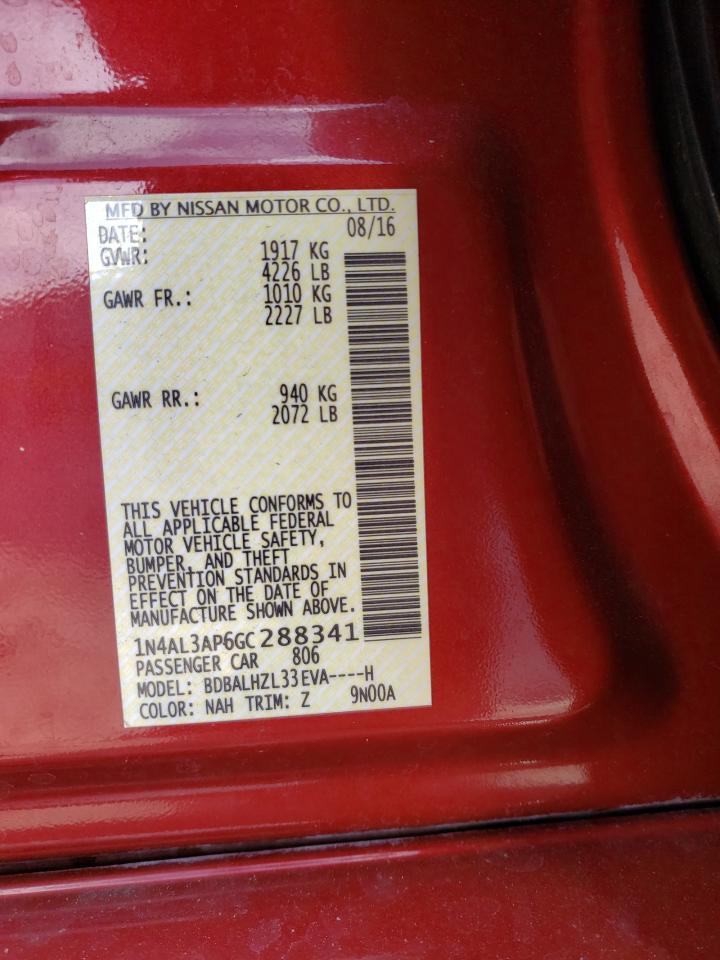 MFD BY NISSAN MOTOR CO., LTD.
DATE: 08/16
GVWR: 1917 KG
4226 LB
GAWR FR.: 1010 KG
2227 LB
GAWR RR.: 940 KG
2072 LB
THIS VEHICLE CONFORMS TO
ALL APPLICABLE FEDERAL
MOTOR VEHICLE SAFETY,
BUMPER, AND THEFT
PREVENTION STANDARDS IN
EFFECT ON THE DATE OF
MANUFACTURE SHOWN ABOVE.
1N4AL3AP6GC288341
PASSENGER CAR 806
MODEL: BDBALHZL33EVA----H
COLOR: NAH TRIM: Z 9N00A